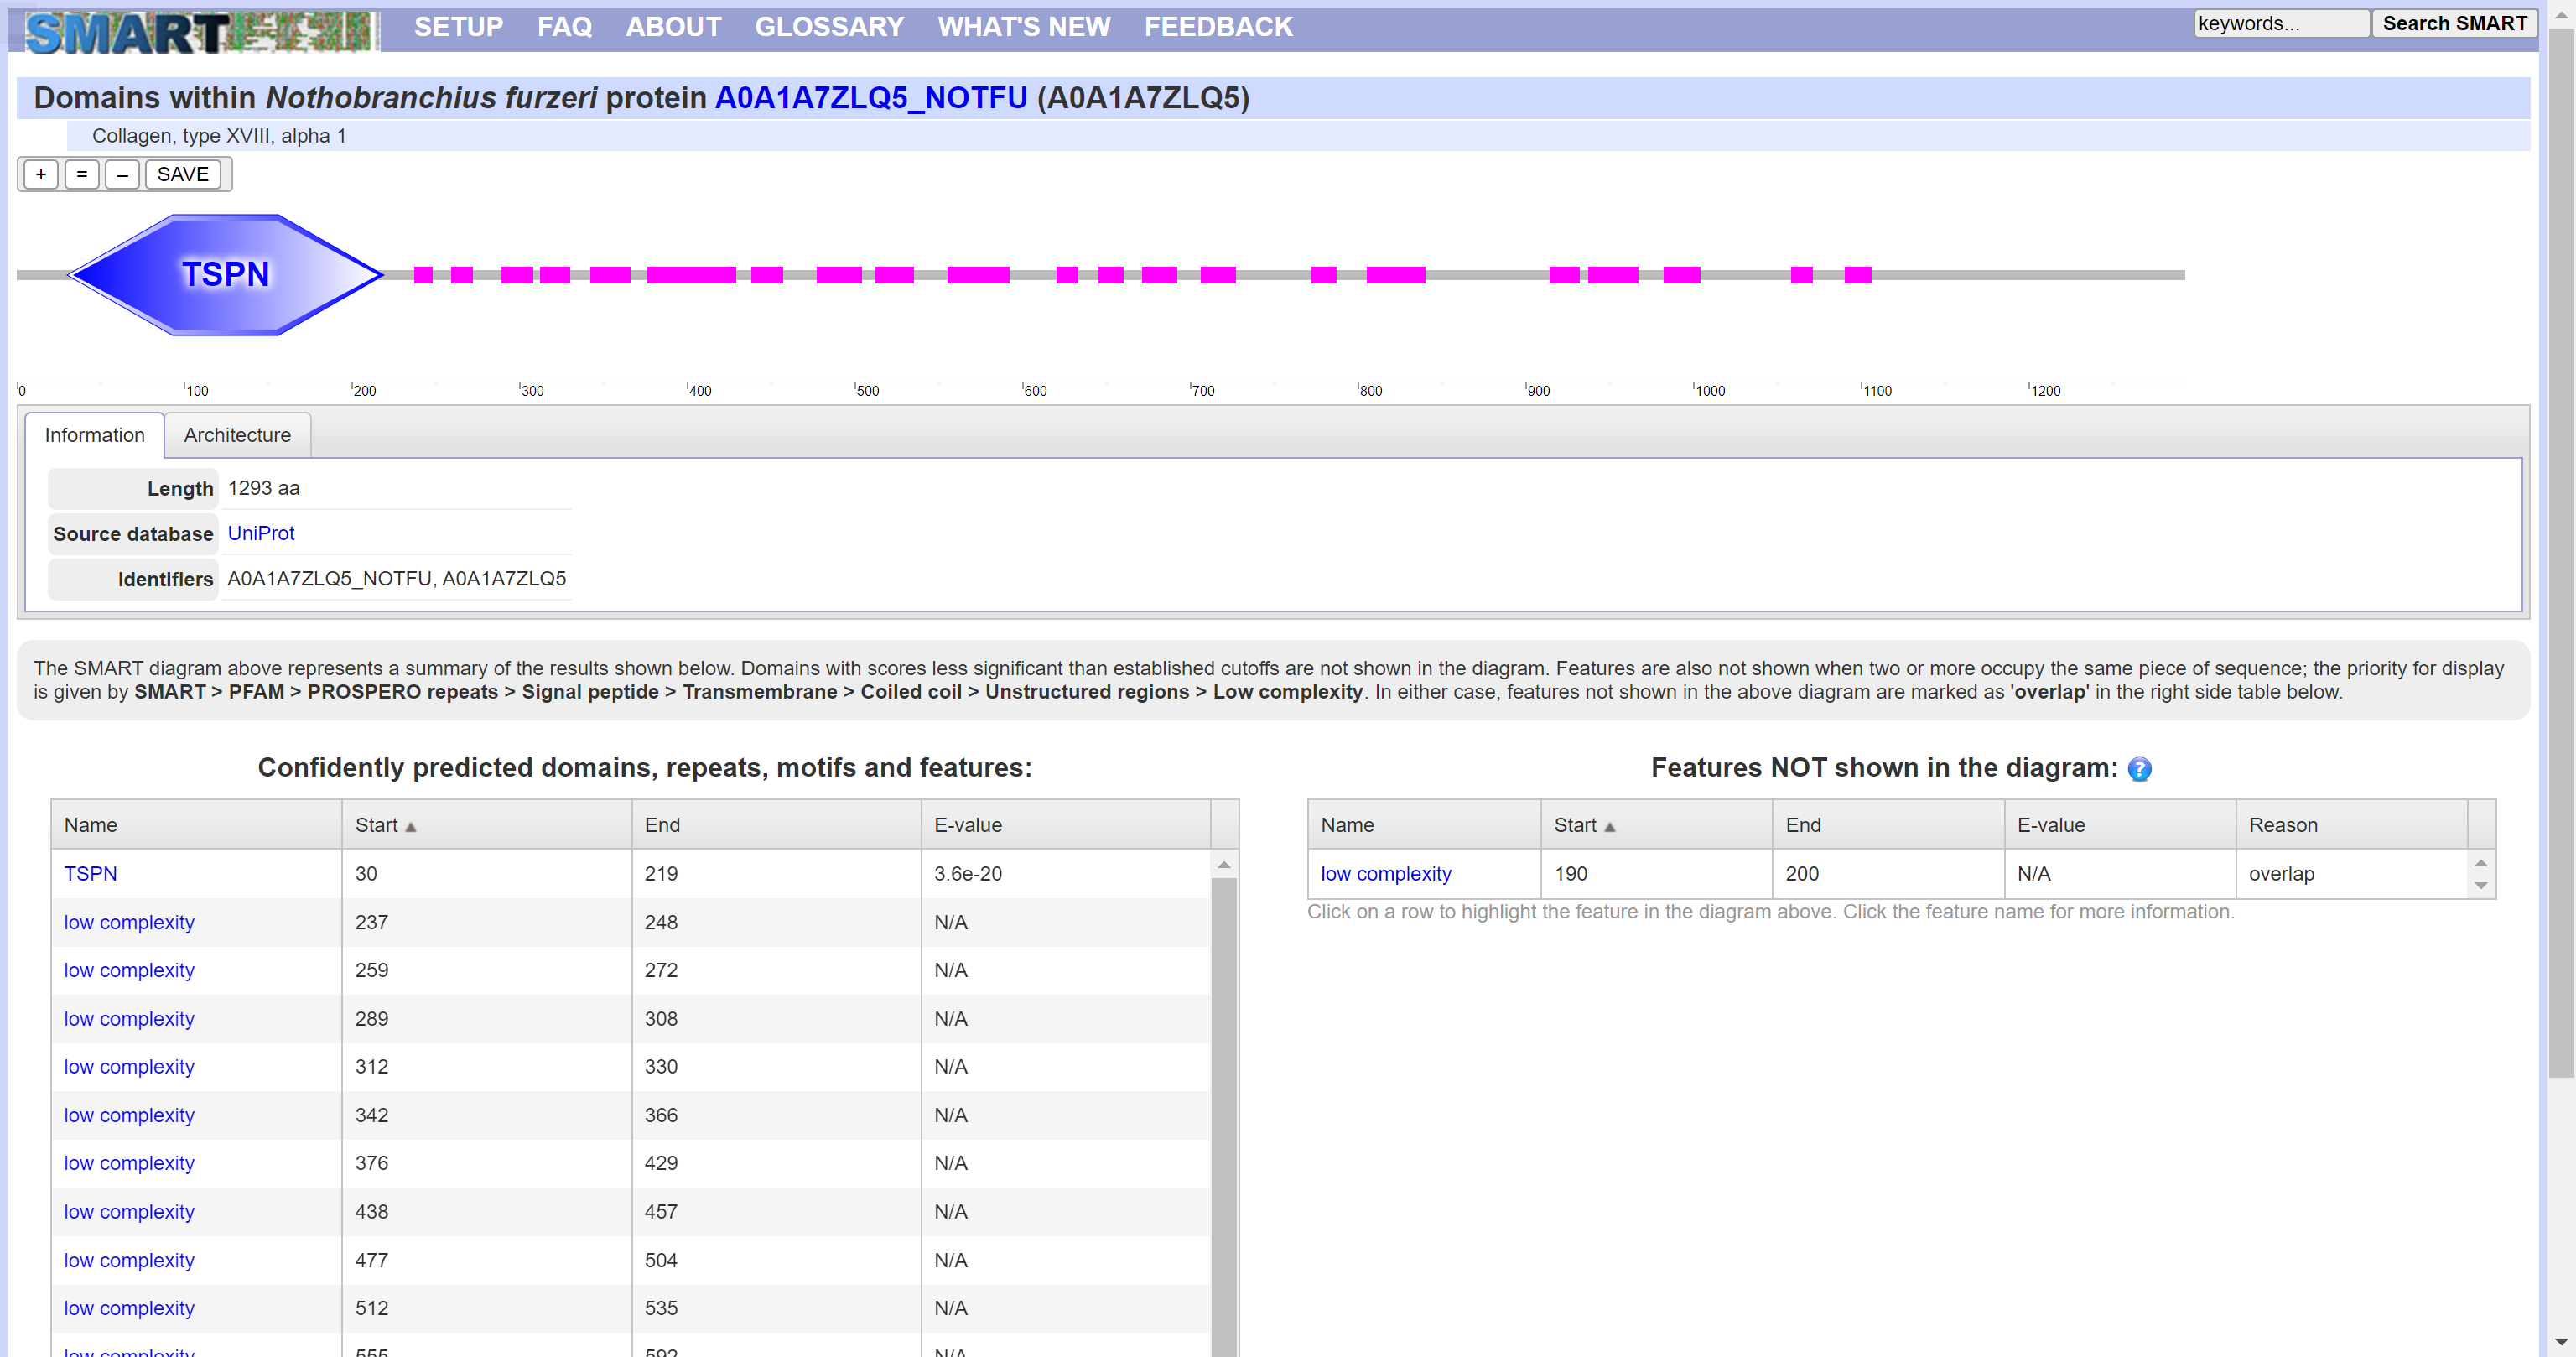 SMART SETUP FAQ ABOUT GLOSSARY WHAT'S NEW FEEDBACK keywords... Search SMART
Domains within Nothobranchius furzeri protein A0A1A7ZLQ5_NOTFU (A0A1A7ZLQ5)
Collagen, type XVIII, alpha 1
+ = – SAVE
TSPN
0 100 200 300 400 500 600 700 800 900 1000 1100 1200
Information Architecture
Length 1293 aa
Source database UniProt
Identifiers A0A1A7ZLQ5_NOTFU, A0A1A7ZLQ5
The SMART diagram above represents a summary of the results shown below. Domains with scores less significant than established cutoffs are not shown in the diagram. Features are also not shown when two or more occupy the same piece of sequence; the priority for display
is given by SMART > PFAM > PROSPERO repeats > Signal peptide > Transmembrane > Coiled coil > Unstructured regions > Low complexity. In either case, features not shown in the above diagram are marked as 'overlap' in the right side table below.
Confidently predicted domains, repeats, motifs and features:
Name Start End E-value
TSPN 30 219 3.6e-20
low complexity 237 248 N/A
low complexity 259 272 N/A
low complexity 289 308 N/A
low complexity 312 330 N/A
low complexity 342 366 N/A
low complexity 376 429 N/A
low complexity 438 457 N/A
low complexity 477 504 N/A
low complexity 512 535 N/A
low complexity 555 592 N/A
Features NOT shown in the diagram: ?
Name Start End E-value Reason
low complexity 190 200 N/A overlap
Click on a row to highlight the feature in the diagram above. Click the feature name for more information.